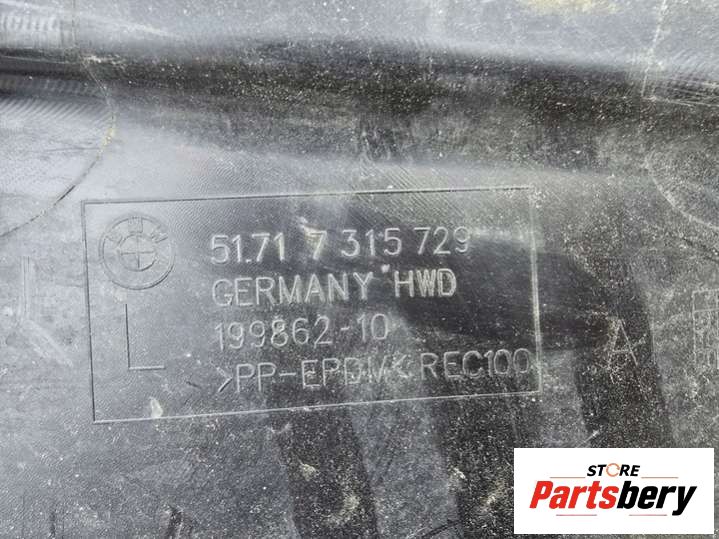 51.71 7 315 729
GERMANY HWD
L 199862-10
>PP-EPDM< REC100
A
STORE
Partsbery